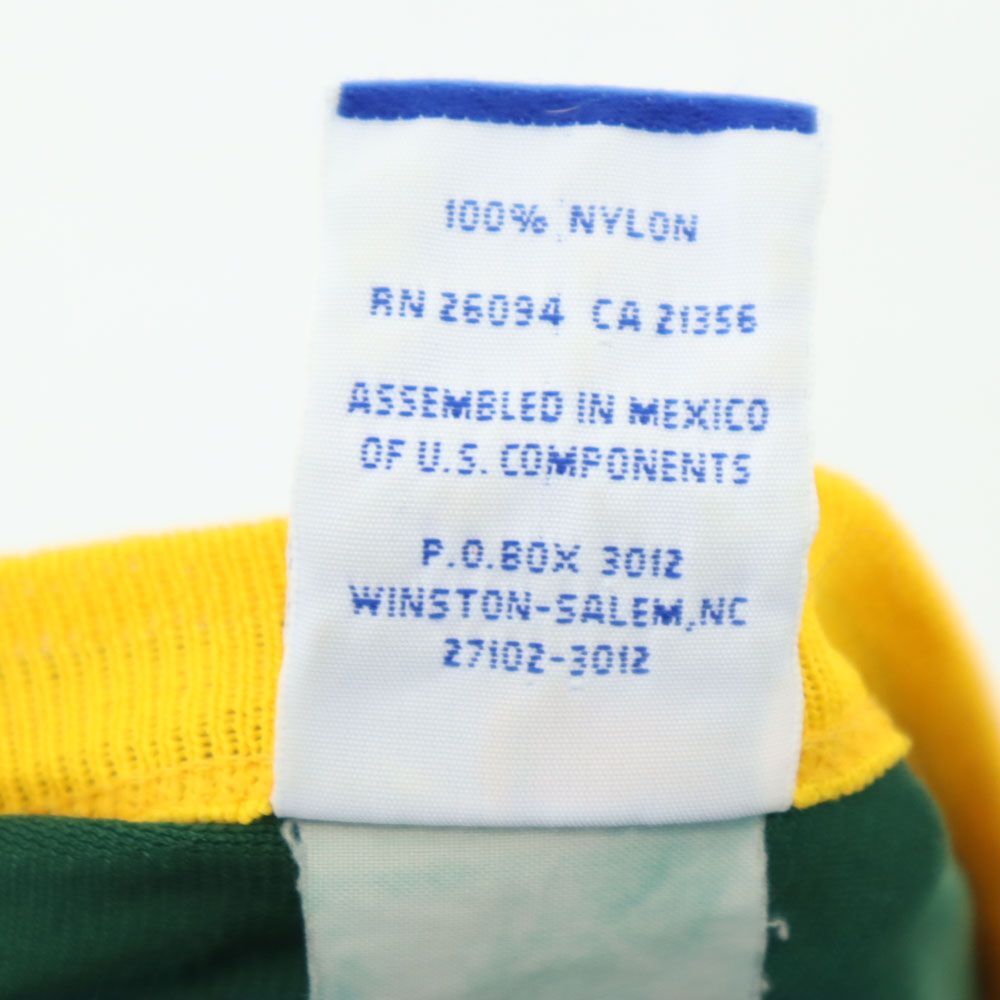 100% NYLON
RN 26094 CA 21356
ASSEMBLED IN MEXICO
OF U.S. COMPONENTS
P.O.BOX 3012
WINSTON-SALEM,NC
27102-3012